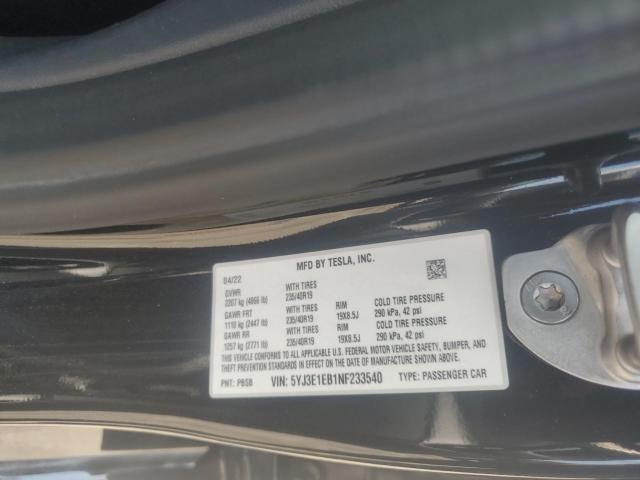 MFD BY TESLA, INC.
04/22
GVWR WITH TIRES
2207 kg (4866 lb) 235/40R19
GAWR FRT WITH TIRES RIM COLD TIRE PRESSURE
1110 kg (2447 lb) 235/40R19 19X8.5J 290 kPa, 42 psi
GAWR RR WITH TIRES RIM COLD TIRE PRESSURE
1257 kg (2771 lb) 235/40R19 19X8.5J 290 kPa, 42 psi
THIS VEHICLE CONFORMS TO ALL APPLICABLE U.S. FEDERAL MOTOR VEHICLE SAFETY, BUMPER, AND
THEFT PREVENTION STANDARDS IN EFFECT ON THE DATE OF MANUFACTURE SHOWN ABOVE.
PNT: PBSB VIN: 5YJ3E1EB1NF233540 TYPE: PASSENGER CAR